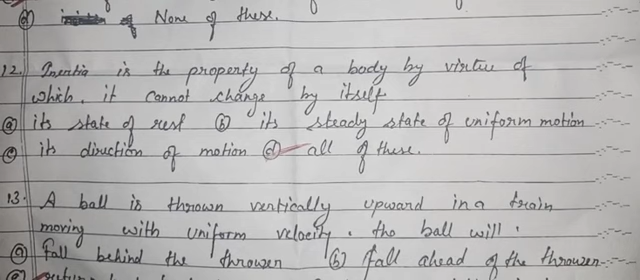 (d) of None of these.
12. Inertia is the property of a body by virtue of
which, it cannot change by itself
(a) its state of rest (b) its steady state of uniform motion
(c) its direction of motion (d) all of these.
13. A ball is thrown vertically upward in a train
moving with uniform velocity. the ball will.
(a) fall behind the thrower (b) fall ahead of the thrower